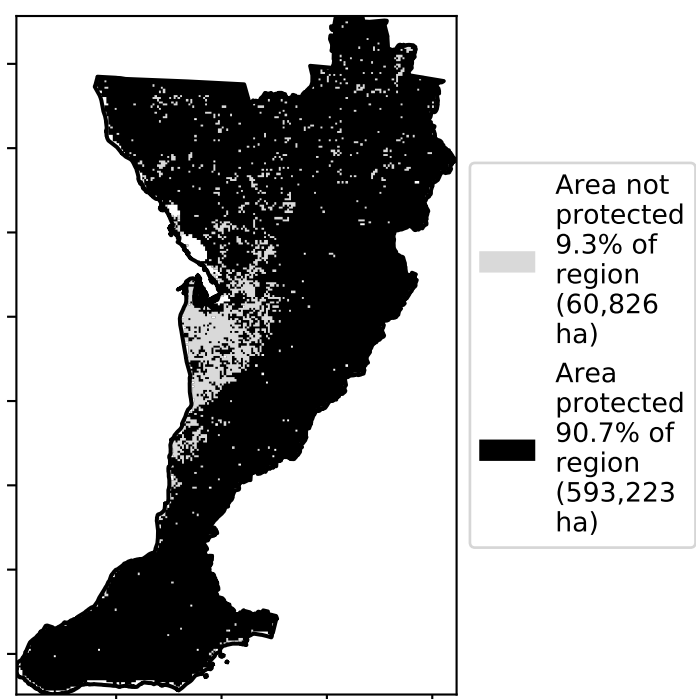 Area not
protected
9.3% of
region
(60,826
ha)
Area
protected
90.7% of
region
(593,223
ha)